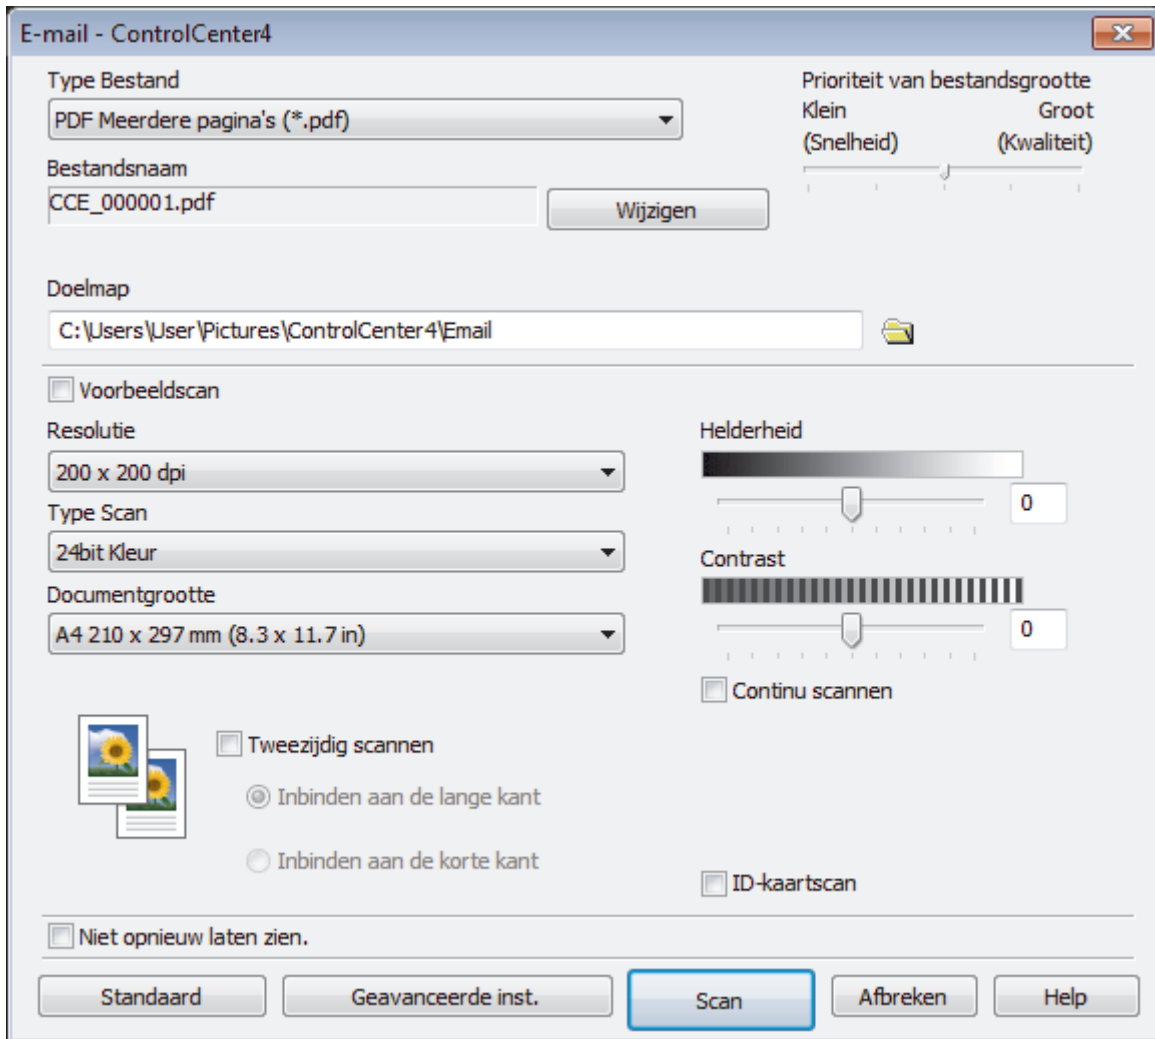 E-mail - ControlCenter4
Type Bestand
PDF Meerdere pagina's (*.pdf)
Prioriteit van bestandsgrootte
Klein Groot
(Snelheid) (Kwaliteit)
Bestandsnaam
CCE_000001.pdf
Wijzigen
Doelmap
C:\Users\User\Pictures\ControlCenter4\Email
Voorbeeldscan
Resolutie
200 x 200 dpi
Type Scan
24bit Kleur
Documentgrootte
A4 210 x 297 mm (8.3 x 11.7 in)
Helderheid
0
Contrast
0
Continu scannen
Tweezijdig scannen
Inbinden aan de lange kant
Inbinden aan de korte kant
ID-kaartscan
Niet opnieuw laten zien.
Standaard Geavanceerde inst. Scan Afbreken Help